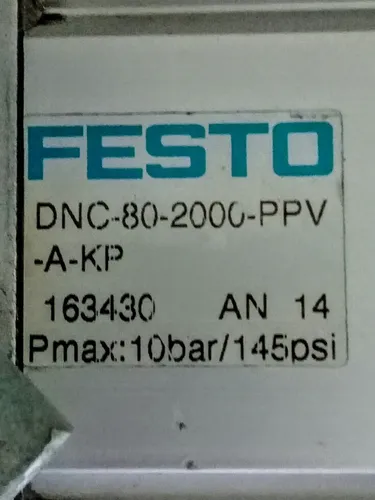 FESTO
DNC-80-2000-PPV
-A-KP
163430 AN 14
Pmax:10bar/145psi